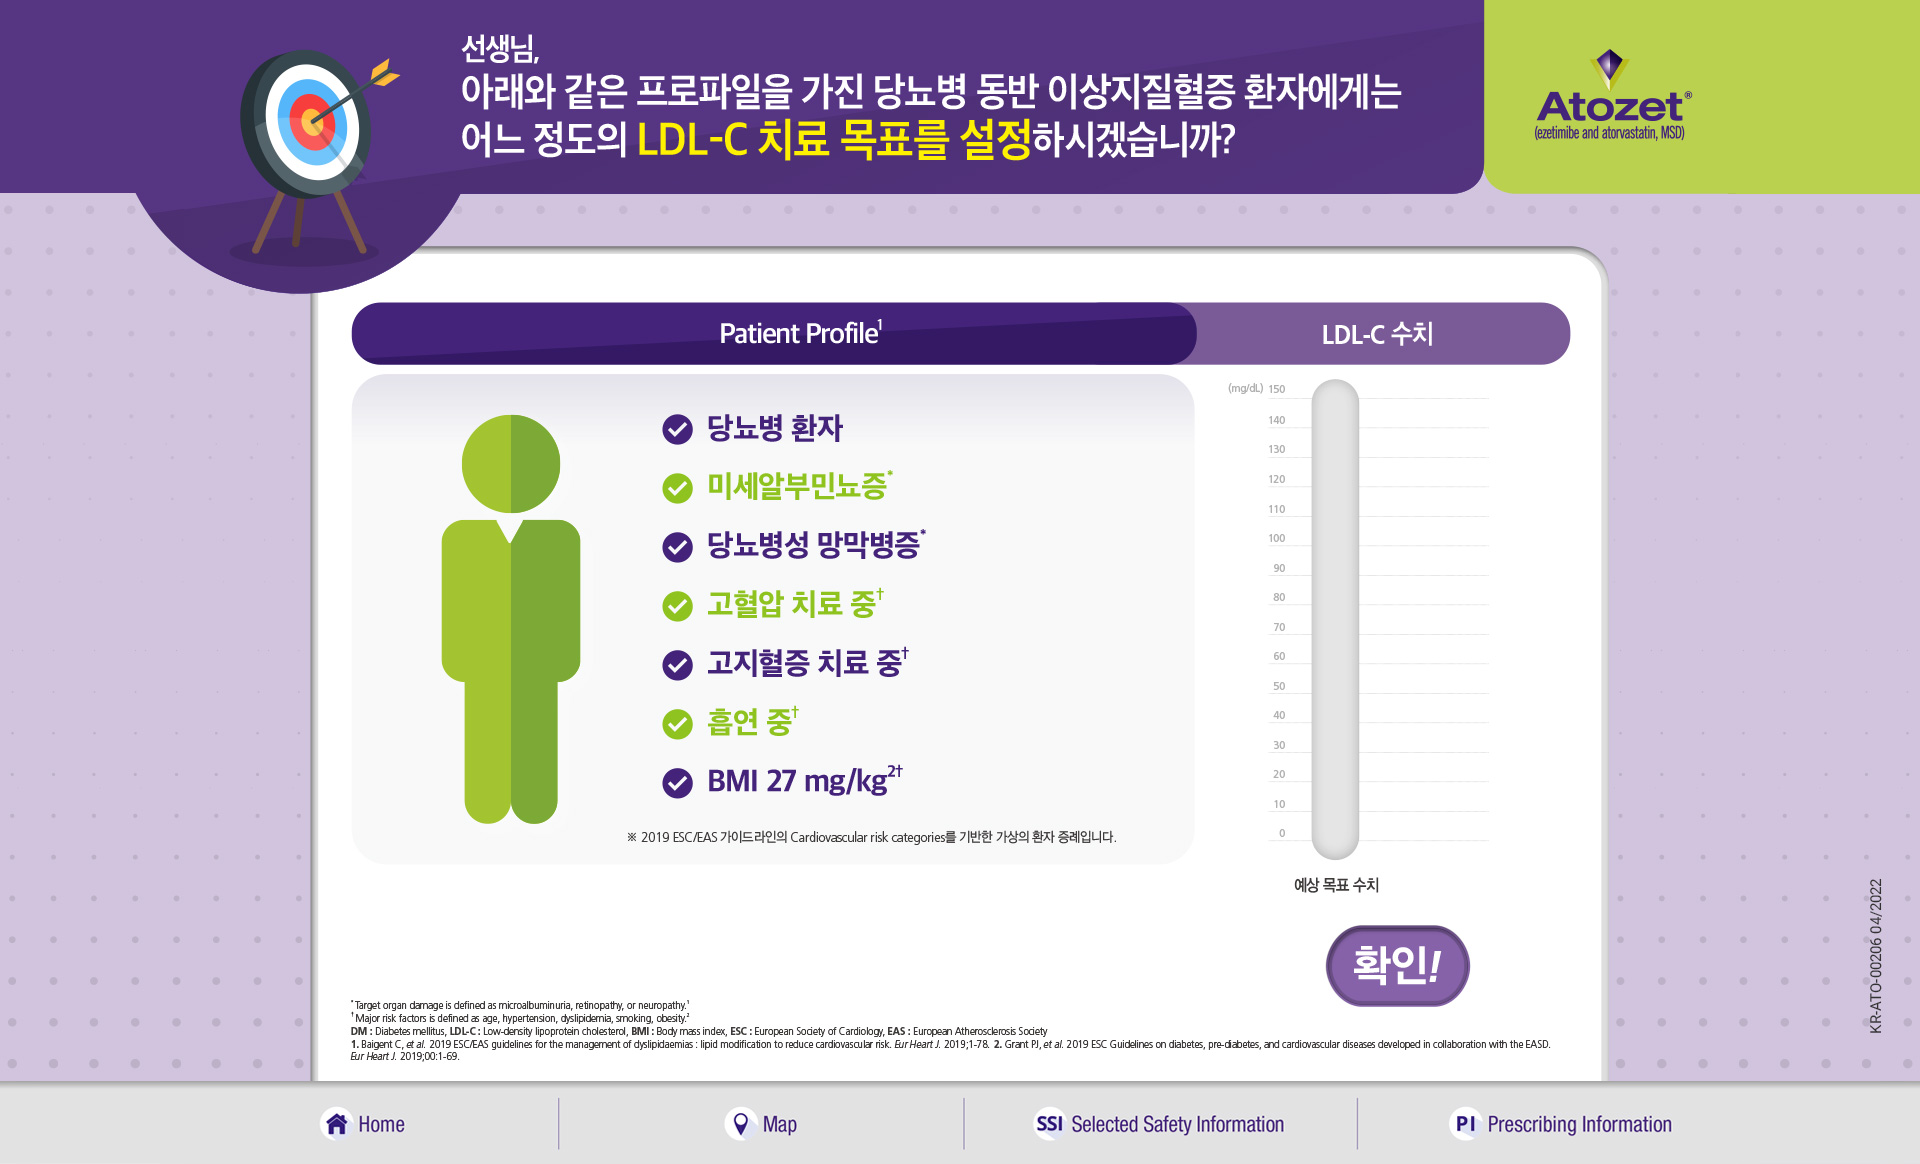 선생님,
아래와 같은 프로파일을 가진 당뇨병 동반 이상지질혈증 환자에게는
어느 정도의 LDL-C 치료 목표를 설정하시겠습니까?
Atozet®
(ezetimibe and atorvastatin, MSD)
Patient Profile¹
LDL-C 수치
당뇨병 환자
미세알부민뇨증*
당뇨병성 망막병증*
고혈압 치료 중†
고지혈증 치료 중†
흡연 중†
BMI 27 mg/kg²†
※ 2019 ESC/EAS 가이드라인의 Cardiovascular risk categories를 기반한 가상의 환자 증례입니다.
(mg/dL) 150
140
130
120
110
100
90
80
70
60
50
40
30
20
10
0
예상 목표 수치
확인!
*Target organ damage is defined as microalbuminuria, retinopathy, or neuropathy.¹
†Major risk factors is defined as age, hypertension, dyslipidemia, smoking, obesity.²
DM : Diabetes mellitus, LDL-C : Low-density lipoprotein cholesterol, BMI : Body mass index, ESC : European Society of Cardiology, EAS : European Atherosclerosis Society
1. Baigent C, et al. 2019 ESC/EAS guidelines for the management of dyslipidaemias : lipid modification to reduce cardiovascular risk. Eur Heart J. 2019;1-78. 2. Grant PJ, et al. 2019 ESC Guidelines on diabetes, pre-diabetes, and cardiovascular diseases developed in collaboration with the EASD.
Eur Heart J. 2019;00:1-69.
KR-ATO-00206 04/2022
Home
Map
SSI Selected Safety Information
PI Prescribing Information